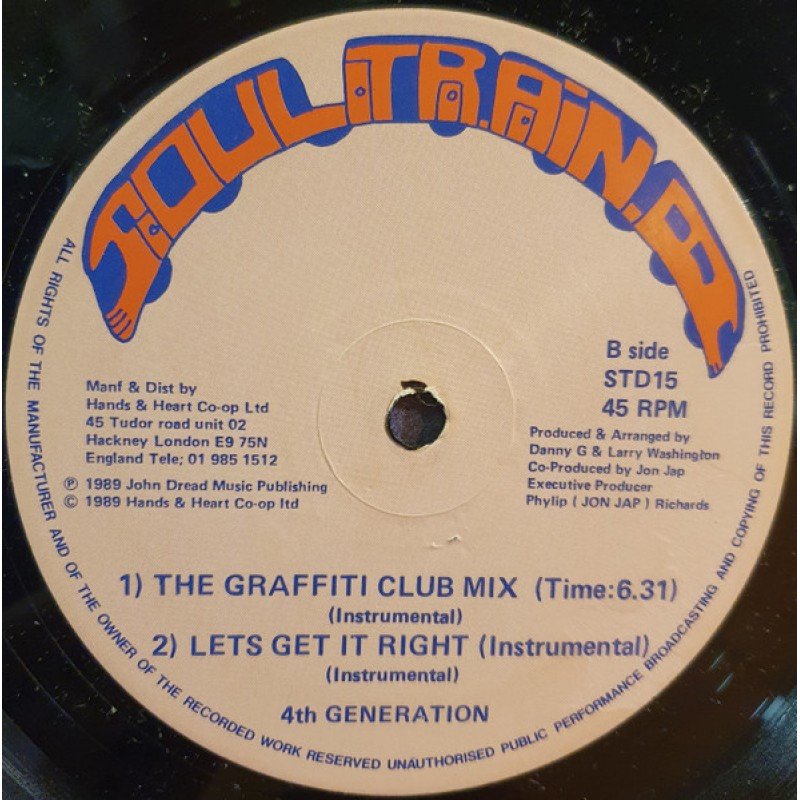 SOUL.TRAIN.D
B side
STD15
45 RPM
Manf & Dist by
Hands & Heart Co-op Ltd
45 Tudor road unit 02
Hackney London E9 75N
England Tele; 01 985 1512
℗ 1989 John Dread Music Publishing
© 1989 Hands & Heart Co-op ltd
Produced & Arranged by
Danny G & Larry Washington
Co-Produced by Jon Jap
Executive Producer
Phylip ( JON JAP ) Richards
1) THE GRAFFITI CLUB MIX (Time:6.31)
(Instrumental)
2) LETS GET IT RIGHT (Instrumental)
(Instrumental)
4th GENERATION
ALL RIGHTS OF THE MANUFACTURER AND OF THE OWNER OF THE RECORDED WORK RESERVED UNAUTHORISED PUBLIC PERFORMANCE BROADCASTING AND COPYING OF THIS RECORD PROHIBITED